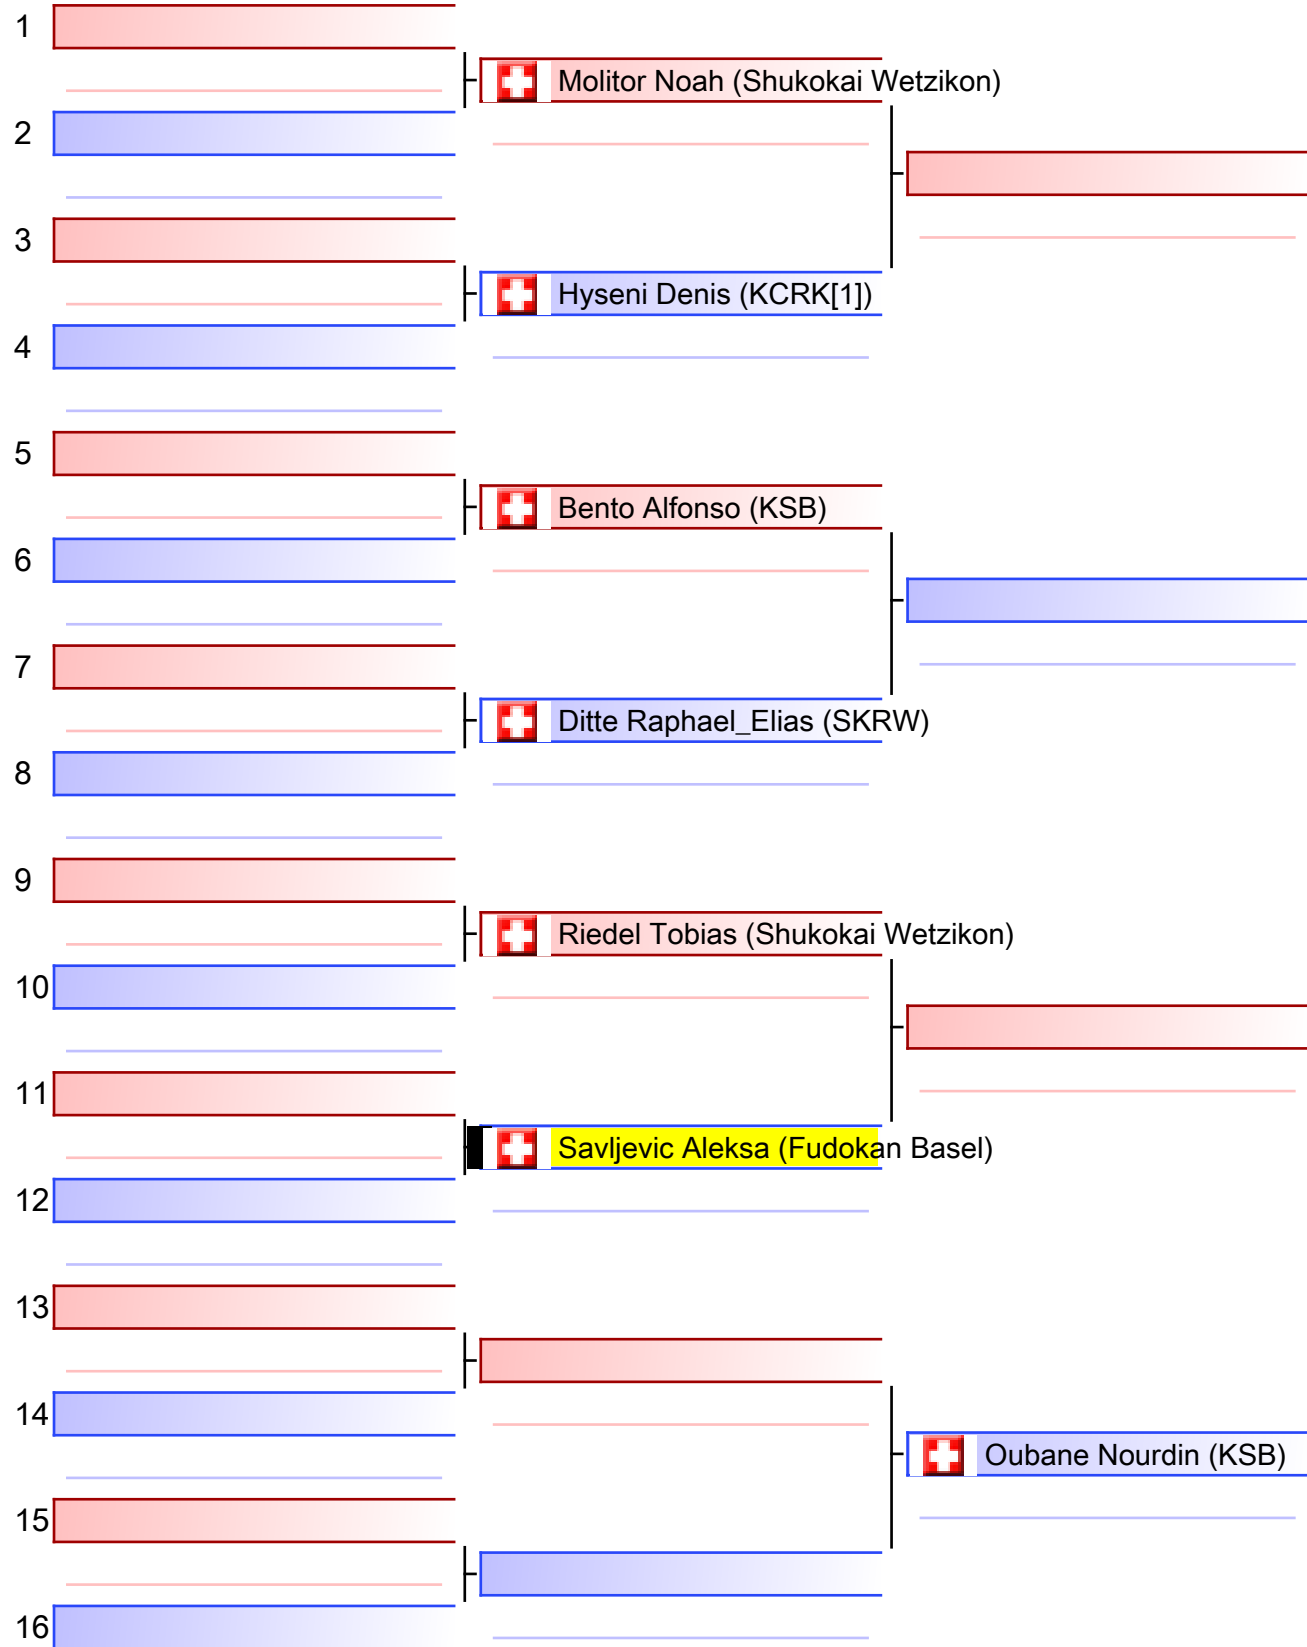 1
Molitor Noah (Shukokai Wetzikon)
2
3
Hyseni Denis (KCRK[1])
4
5
Bento Alfonso (KSB)
6
7
Ditte Raphael_Elias (SKRW)
8
9
Riedel Tobias (Shukokai Wetzikon)
10
11
Savljevic Aleksa (Fudokan Basel)
12
13
14
Oubane Nourdin (KSB)
15
16